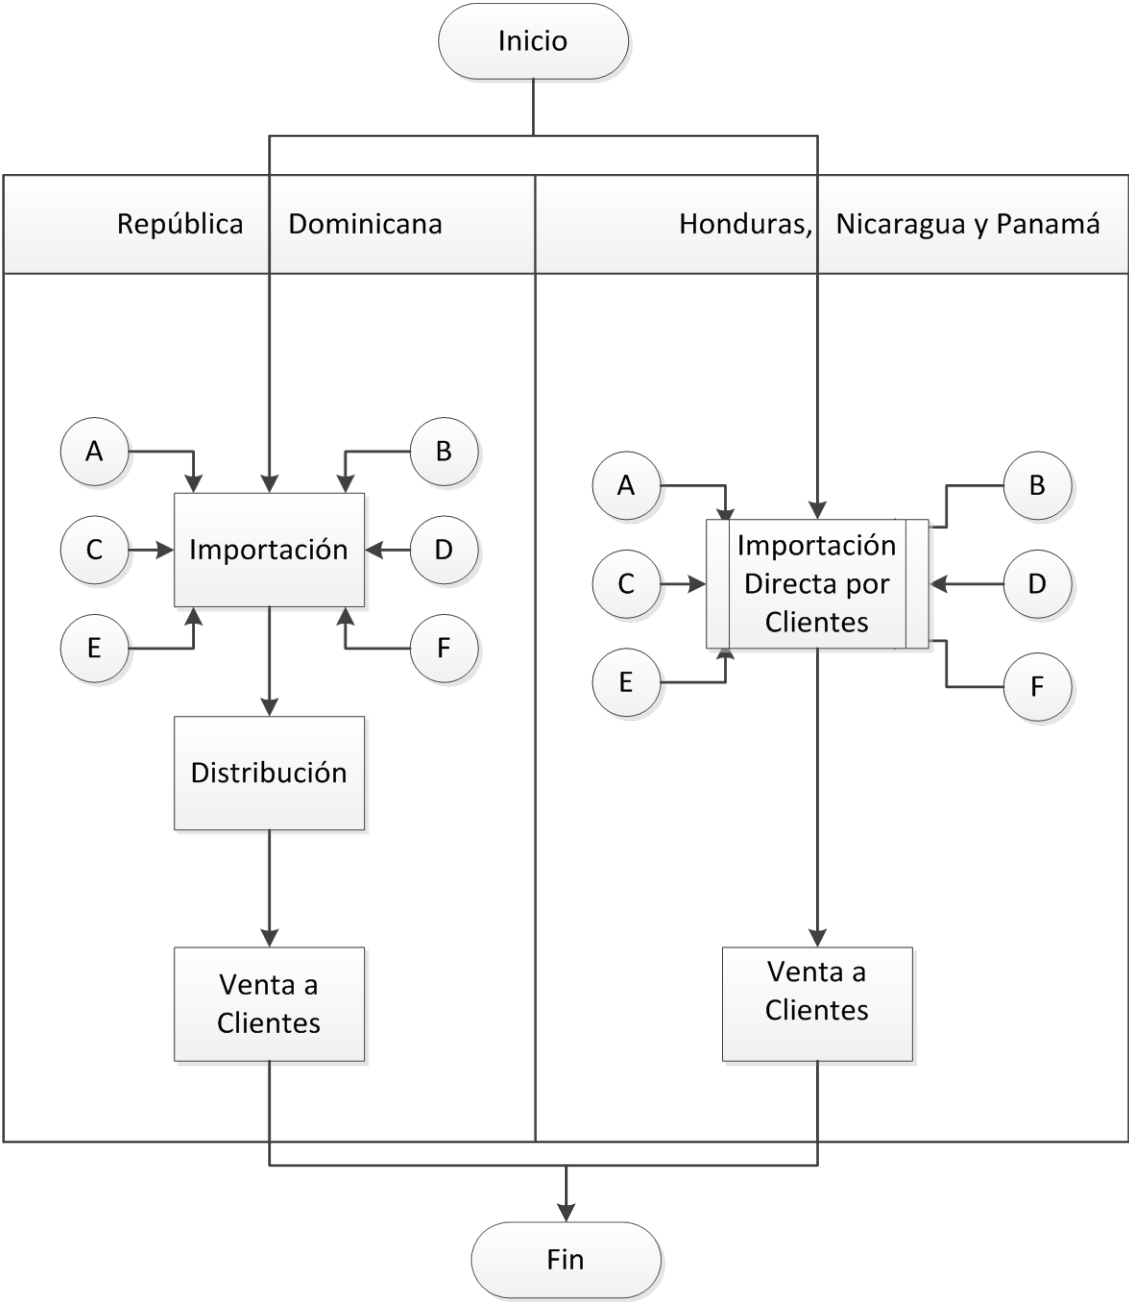 Inicio
República Dominicana
Honduras, Nicaragua y Panamá
A
B
Importación
C
D
E
F
Distribución
Venta a
Clientes
A
B
Importación
Directa por
Clientes
C
D
E
F
Venta a
Clientes
Fin